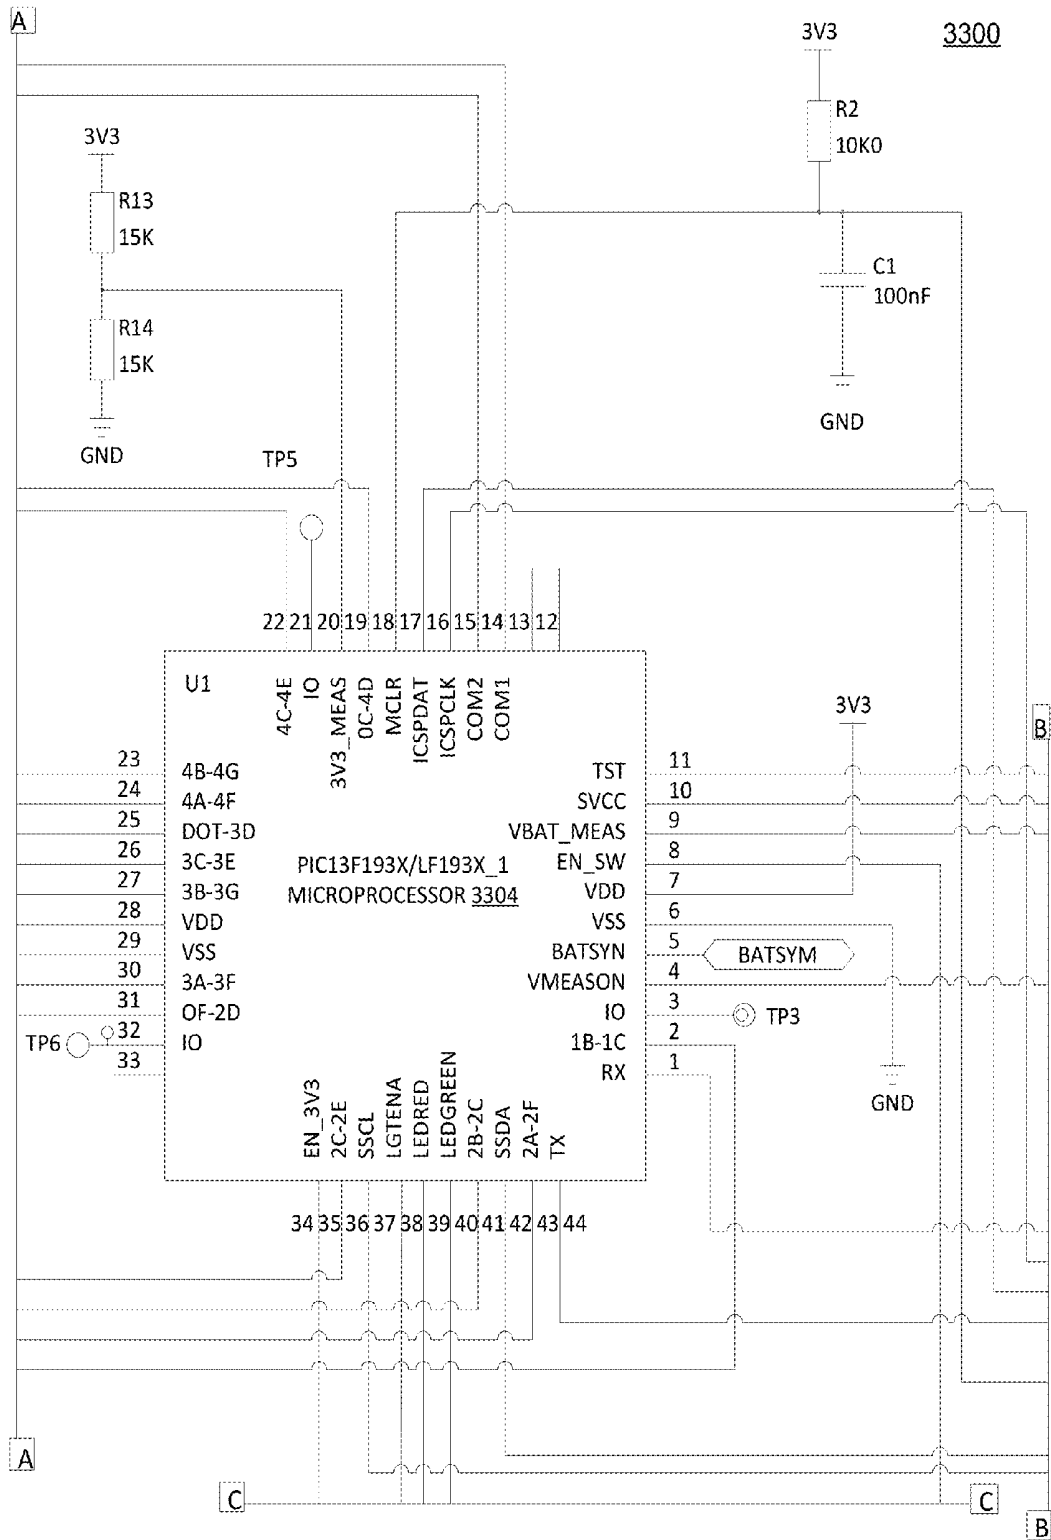 A
3V3
3300
R2
10K0
3V3
R13
15K
C1
100nF
R14
15K
GND
GND
TP5
22 21 20 19 18 17 16 15 14 13 12
U1
4C-4E
IO
3V3_MEAS
0C-4D
MCLR
ICSPDAT
ICSPCLK
COM2
COM1
3V3
B
23 4B-4G
24 4A-4F
25 DOT-3D
26 3C-3E
27 3B-3G
28 VDD
29 VSS
30 3A-3F
31 OF-2D
TP6 32 IO
33
PIC13F193X/LF193X_1
MICROPROCESSOR 3304
TST 11
SVCC 10
VBAT_MEAS 9
EN_SW 8
VDD 7
VSS 6
BATSYN 5 BATSYM
VMEASON 4
IO 3 TP3
1B-1C 2
RX 1
GND
EN_3V3
2C-2E
SSCL
LGTENA
LEDRED
LEDGREEN
2B-2C
SSDA
2A-2F
TX
34 35 36 37 38 39 40 41 42 43 44
A
C
C
B